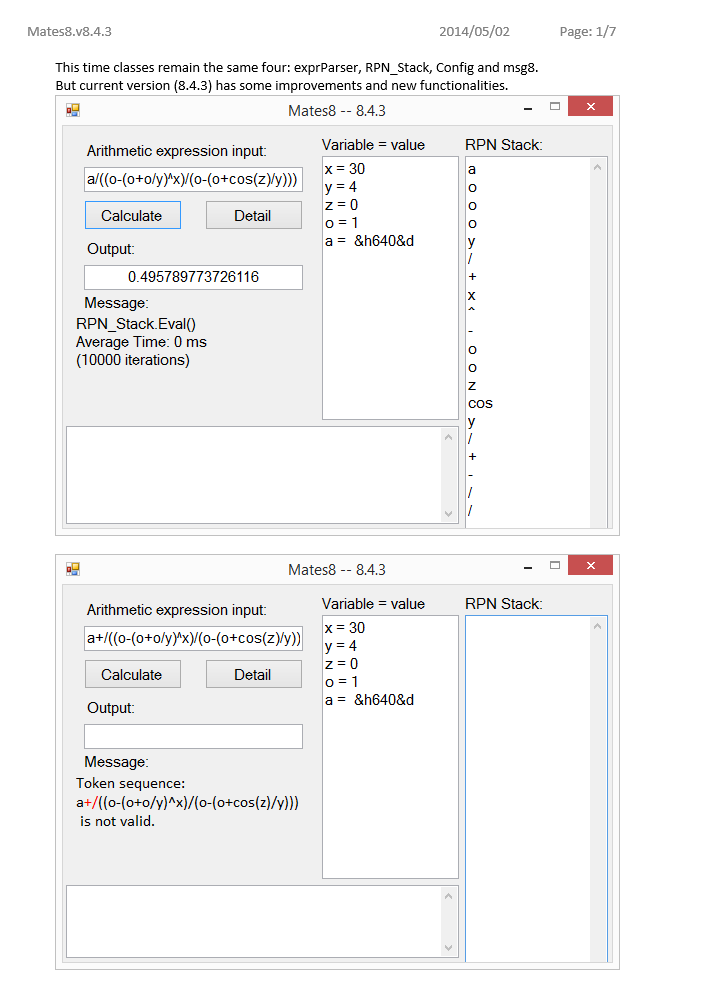 Mates8.v8.4.3 2014/05/02 Page: 1/7
This time classes remain the same four: exprParser, RPN_Stack, Config and msg8.
But current version (8.4.3) has some improvements and new functionalities.
Mates8 -- 8.4.3
Arithmetic expression input:
a/((o-(o+o/y)^x)/(o-(o+cos(z)/y)))
Calculate Detail
Output:
0.495789773726116
Message:
RPN_Stack.Eval()
Average Time: 0 ms
(10000 iterations)
Variable = value
x = 30
y = 4
z = 0
o = 1
a = &h640&d
RPN Stack:
a
o
o
o
y
/
+
x
^
-
o
o
z
cos
y
/
+
-
/
/
Mates8 -- 8.4.3
Arithmetic expression input:
a+/((o-(o+o/y)^x)/(o-(o+cos(z)/y))
Calculate Detail
Output:
Message:
Token sequence:
a+/((o-(o+o/y)^x)/(o-(o+cos(z)/y)))
is not valid.
Variable = value
x = 30
y = 4
z = 0
o = 1
a = &h640&d
RPN Stack: